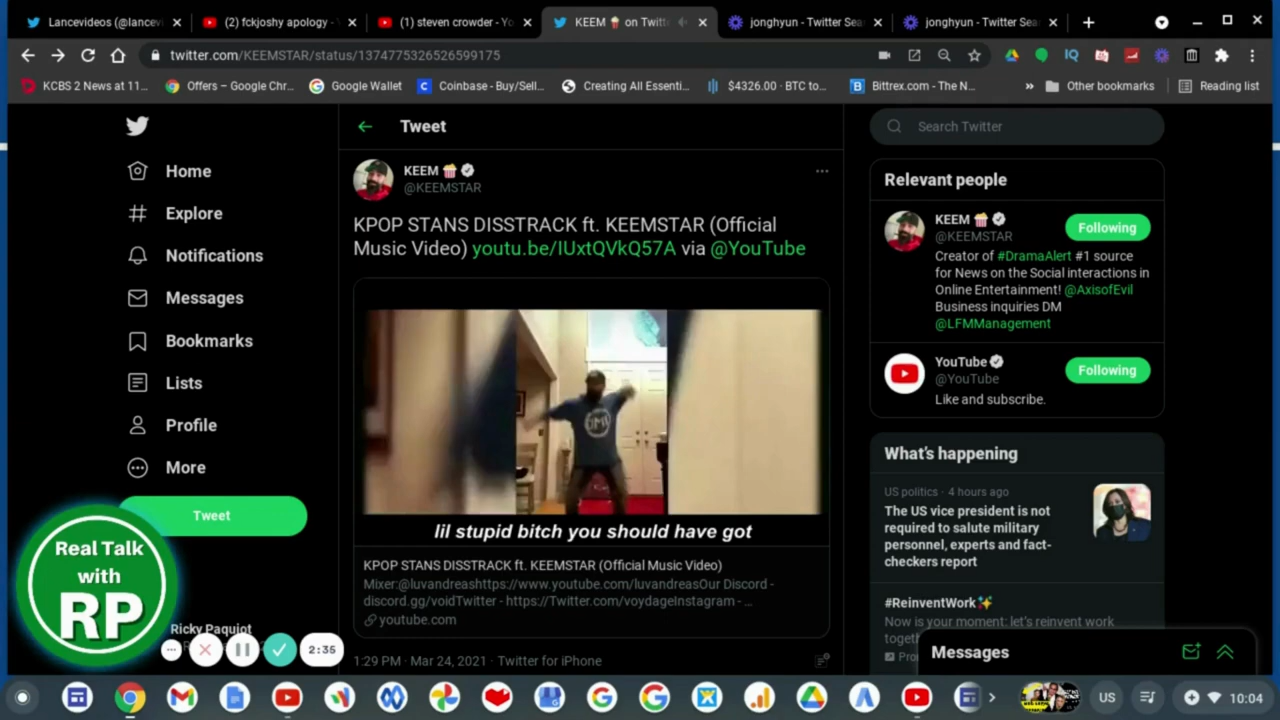 Lancevideos (@lancevi
(2) fckjoshy apology - 
(1) steven crowder - Yo
KEEM 🍿 on Twitt
jonghyun - Twitter Sea
jonghyun - Twitter Sea
twitter.com/KEEMSTAR/status/1374775326526599175
KCBS 2 News at 11...
Offers – Google Chr...
Google Wallet
Coinbase - Buy/Sell...
Creating All Essenti...
$4326.00 · BTC to...
Bittrex.com - The N...
»
Other bookmarks
Reading list
Home
Explore
Notifications
Messages
Bookmarks
Lists
Profile
More
Tweet
Real Talk
with
RP
Ricky Paquiot
2:35
Tweet
KEEM 🍿
@KEEMSTAR
KPOP STANS DISSTRACK ft. KEEMSTAR (Official
Music Video) youtu.be/IUxtQVkQ57A via @YouTube
lil stupid bitch you should have got
KPOP STANS DISSTRACK ft. KEEMSTAR (Official Music Video)
Mixer:@luvandreashttps://www.youtube.com/luvandreasOur Discord -
discord.gg/voidTwitter - https://Twitter.com/voydageInstagram - ...
youtube.com
1:29 PM · Mar 24, 2021 · Twitter for iPhone
Search Twitter
Relevant people
KEEM 🍿
@KEEMSTAR
Following
Creator of #DramaAlert #1 source
for News on the Social interactions in
Online Entertainment! @AxisofEvil
Business inquiries DM
@LFMManagement
YouTube
@YouTube
Following
Like and subscribe.
What's happening
US politics · 4 hours ago
The US vice president is not
required to salute military
personnel, experts and fact-
checkers report
#ReinventWork✨
Now is your moment: let's reinvent work
Messages
US
10:04